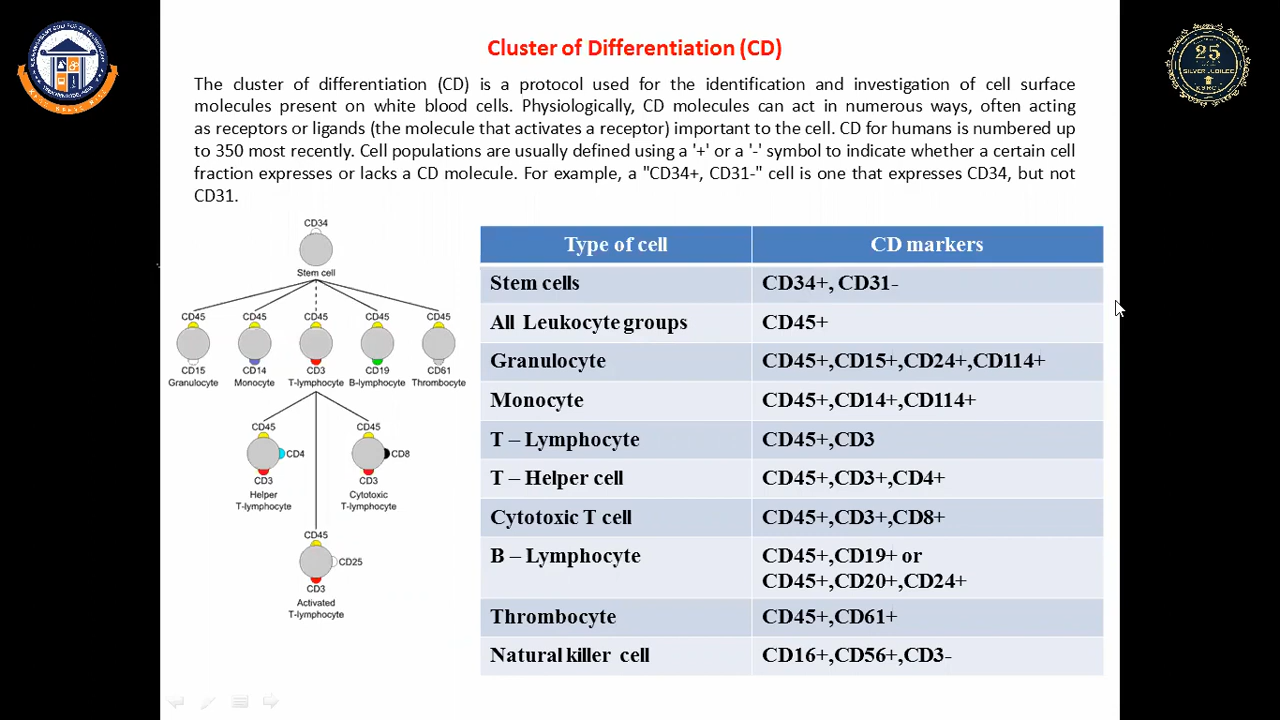 Cluster of Differentiation (CD)
The cluster of differentiation (CD) is a protocol used for the identification and investigation of cell surface
molecules present on white blood cells. Physiologically, CD molecules can act in numerous ways, often acting
as receptors or ligands (the molecule that activates a receptor) important to the cell. CD for humans is numbered up
to 350 most recently. Cell populations are usually defined using a '+' or a '-' symbol to indicate whether a certain cell
fraction expresses or lacks a CD molecule. For example, a "CD34+, CD31-" cell is one that expresses CD34, but not
CD31.
CD34
Stem cell
CD45 CD45 CD45 CD45 CD45
CD15 CD14 CD3 CD19 CD61
Granulocyte Monocyte T-lymphocyte B-lymphocyte Thrombocyte
CD45 CD45
CD4 CD8
CD3 CD3
Helper Cytotoxic
T-lymphocyte T-lymphocyte
CD45
CD25
CD3
Activated
T-lymphocyte
Type of cell CD markers
Stem cells CD34+, CD31-
All Leukocyte groups CD45+
Granulocyte CD45+,CD15+,CD24+,CD114+
Monocyte CD45+,CD14+,CD114+
T – Lymphocyte CD45+,CD3
T – Helper cell CD45+,CD3+,CD4+
Cytotoxic T cell CD45+,CD3+,CD8+
B – Lymphocyte CD45+,CD19+ or
CD45+,CD20+,CD24+
Thrombocyte CD45+,CD61+
Natural killer cell CD16+,CD56+,CD3-
25
SILVER JUBILEE